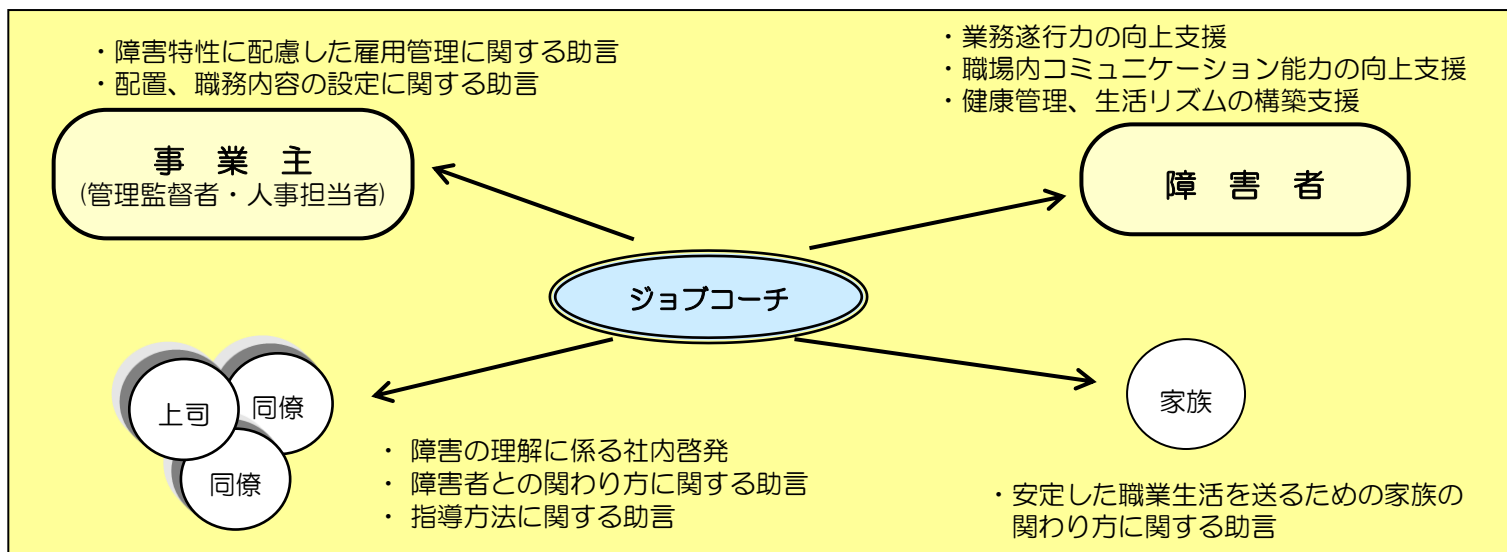 ・障害特性に配慮した雇用管理に関する助言
・配置、職務内容の設定に関する助言
事　業　主
(管理監督者・人事担当者)
・業務遂行力の向上支援
・職場内コミュニケーション能力の向上支援
・健康管理、生活リズムの構築支援
障　害　者
ジョブコーチ
上司
同僚
同僚
・ 障害の理解に係る社内啓発
・ 障害者との関わり方に関する助言
・ 指導方法に関する助言
家族
・安定した職業生活を送るための家族の
関わり方に関する助言